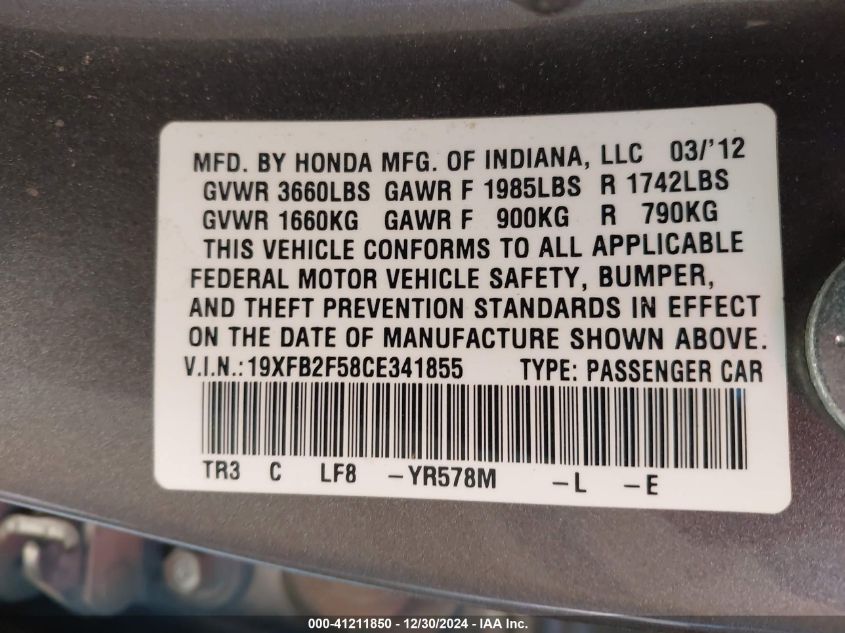 MFD. BY HONDA MFG. OF INDIANA, LLC 03/'12
GVWR 3660LBS GAWR F 1985LBS R 1742LBS
GVWR 1660KG GAWR F 900KG R 790KG
THIS VEHICLE CONFORMS TO ALL APPLICABLE
FEDERAL MOTOR VEHICLE SAFETY, BUMPER,
AND THEFT PREVENTION STANDARDS IN EFFECT
ON THE DATE OF MANUFACTURE SHOWN ABOVE.
V.I.N.: 19XFB2F58CE341855 TYPE: PASSENGER CAR
TR3 C LF8 -YR578M -L -E
000-41211850 - 12/30/2024 - IAA Inc.